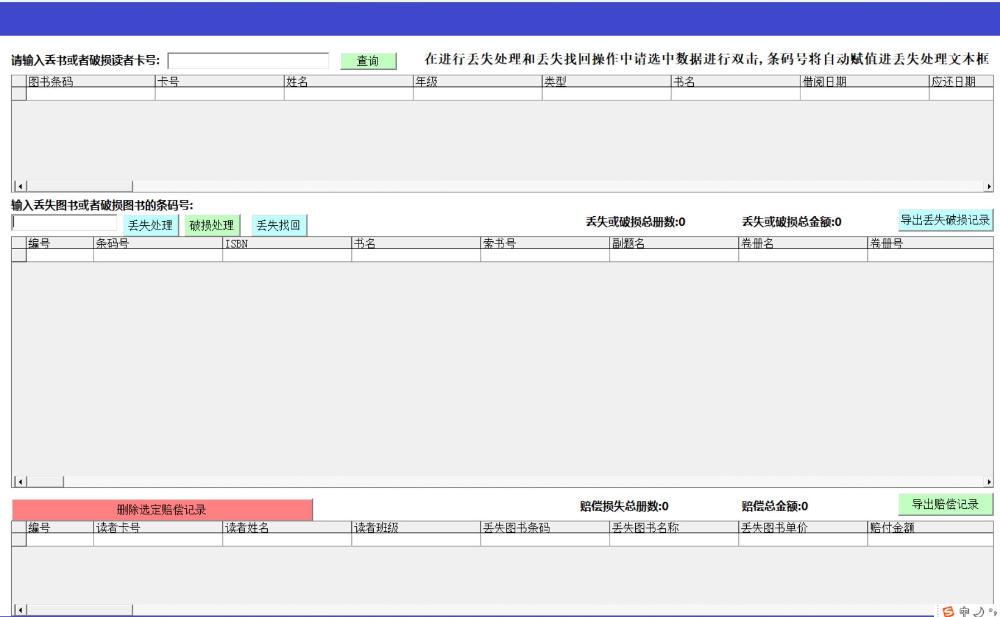 请输入丢书或者破损读者卡号: 查询 在进行丢失处理和丢失找回操作中请选中数据进行双击,条码号将自动赋值进丢失处理文本框
图书条码 卡号 姓名 年级 类型 书名 借阅日期 应还日期
输入丢失图书或者破损图书的条码号:
丢失处理 破损处理 丢失找回 丢失或破损总册数:0 丢失或破损总金额:0 导出丢失破损记录
编号 条码号 ISBN 书名 索书号 副题名 卷册名 卷册号
删除选定赔偿记录 赔偿损失总册数:0 赔偿总金额:0 导出赔偿记录
编号 读者卡号 读者姓名 读者班级 丢失图书条码 丢失图书名称 丢失图书单价 赔付金额
S 中